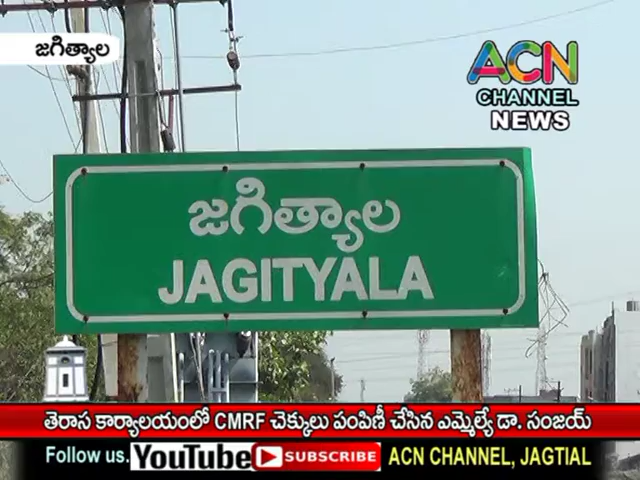 జగిత్యాల
ACN
CHANNEL
NEWS
జగిత్యాల
JAGITYALA
తెరాస కార్యాలయంలో CMRF చెక్కులు పంపిణీ చేసిన ఎమ్మెల్యే డా. సంజయ్
Follow us. YouTube SUBSCRIBE ACN CHANNEL, JAGTIAL